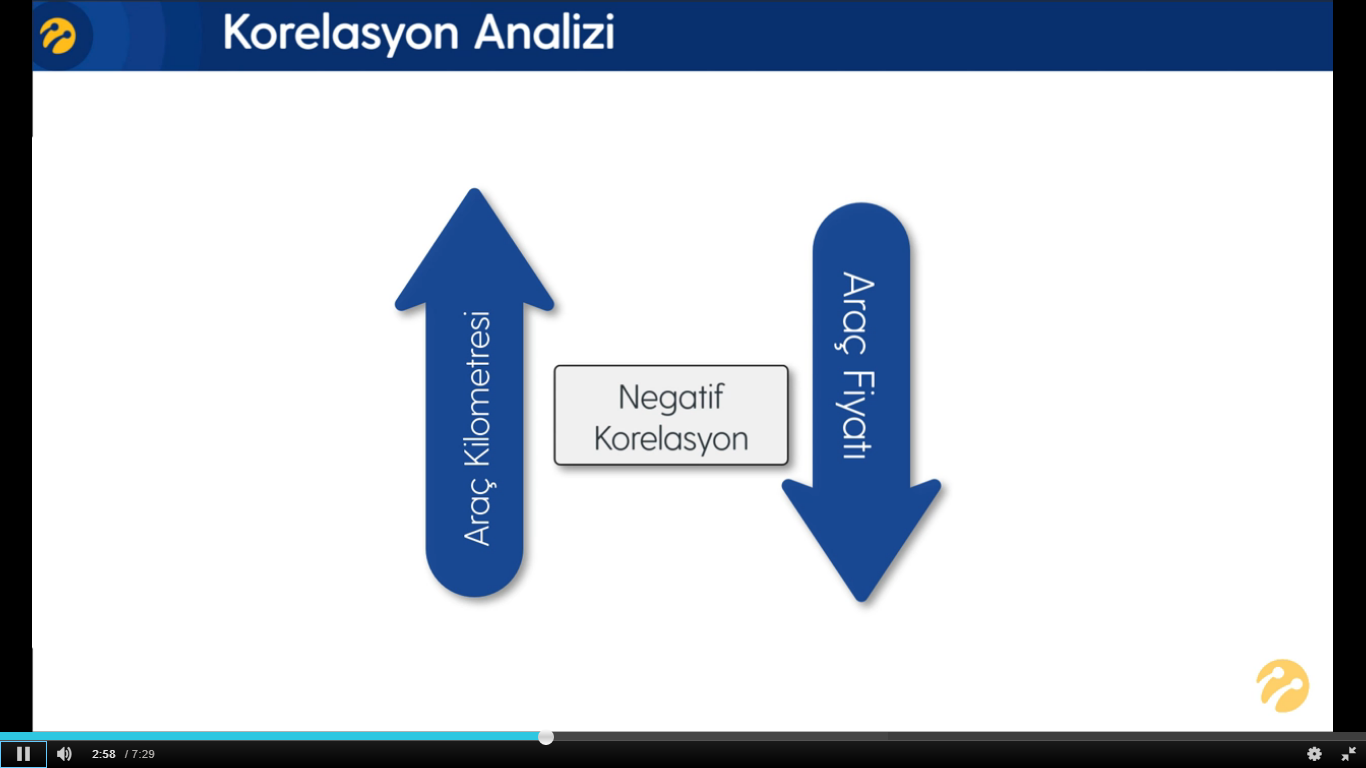 Korelasyon Analizi
Araç Kilometresi
Negatif
Korelasyon
Araç Fiyatı
2:58 / 7:29